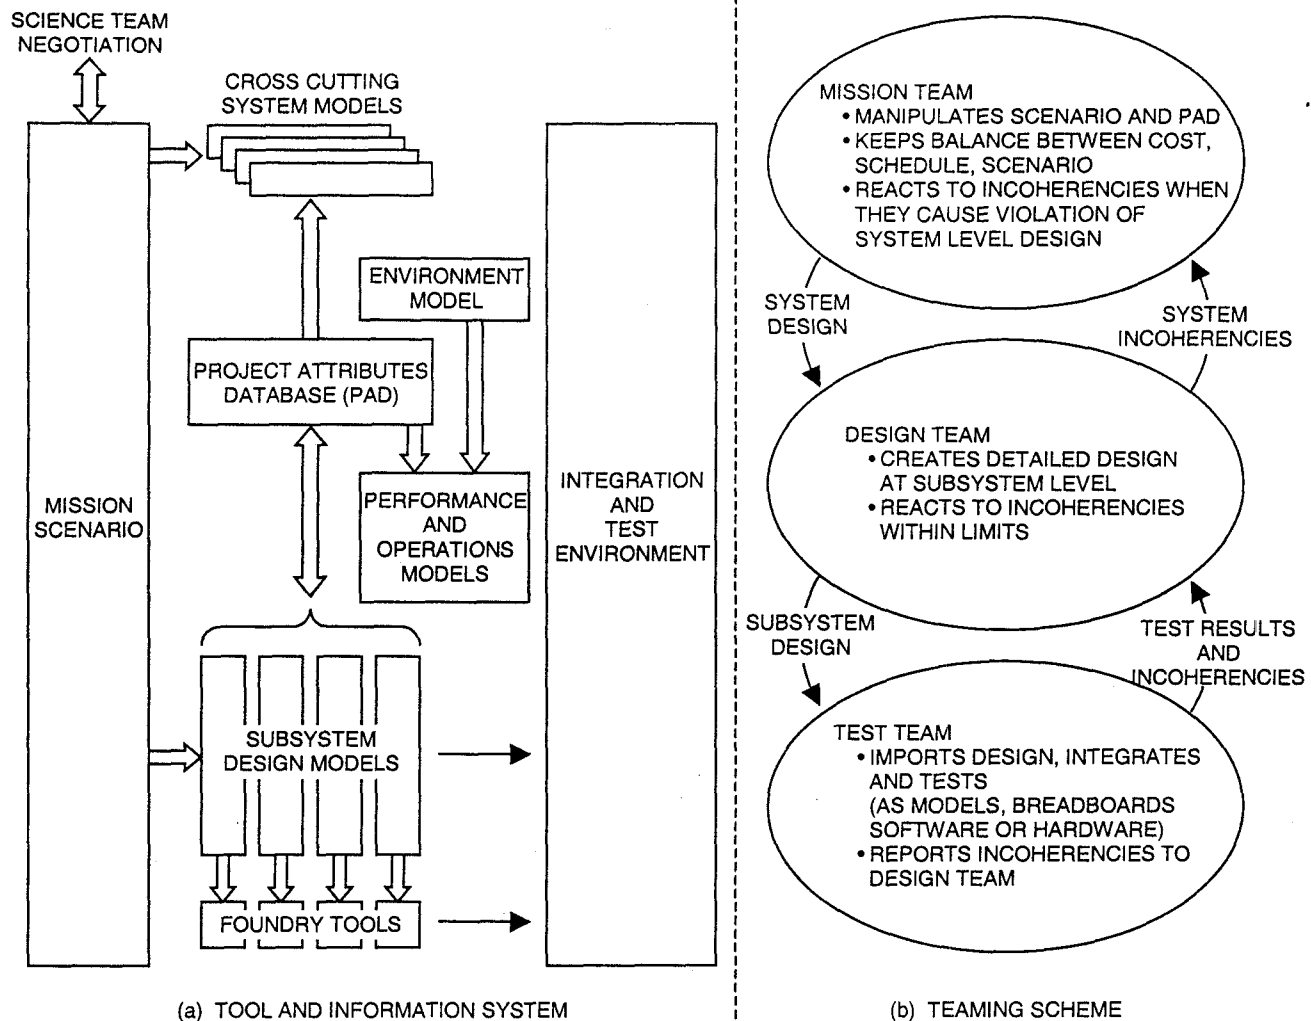 SCIENCE TEAM
NEGOTIATION
CROSS CUTTING
SYSTEM MODELS
ENVIRONMENT
MODEL
PROJECT ATTRIBUTES
DATABASE (PAD)
MISSION
SCENARIO
PERFORMANCE
AND
OPERATIONS
MODELS
INTEGRATION
AND
TEST
ENVIRONMENT
SUBSYSTEM
DESIGN MODELS
FOUNDRY TOOLS
(a) TOOL AND INFORMATION SYSTEM
MISSION TEAM
• MANIPULATES SCENARIO AND PAD
• KEEPS BALANCE BETWEEN COST,
SCHEDULE, SCENARIO
• REACTS TO INCOHERENCIES WHEN
THEY CAUSE VIOLATION OF
SYSTEM LEVEL DESIGN
SYSTEM
DESIGN
SYSTEM
INCOHERENCIES
DESIGN TEAM
• CREATES DETAILED DESIGN
AT SUBSYSTEM LEVEL
• REACTS TO INCOHERENCIES
WITHIN LIMITS
SUBSYSTEM
DESIGN
TEST RESULTS
AND
INCOHERENCIES
TEST TEAM
• IMPORTS DESIGN, INTEGRATES
AND TESTS
(AS MODELS, BREADBOARDS
SOFTWARE OR HARDWARE)
• REPORTS INCOHERENCIES TO
DESIGN TEAM
(b) TEAMING SCHEME